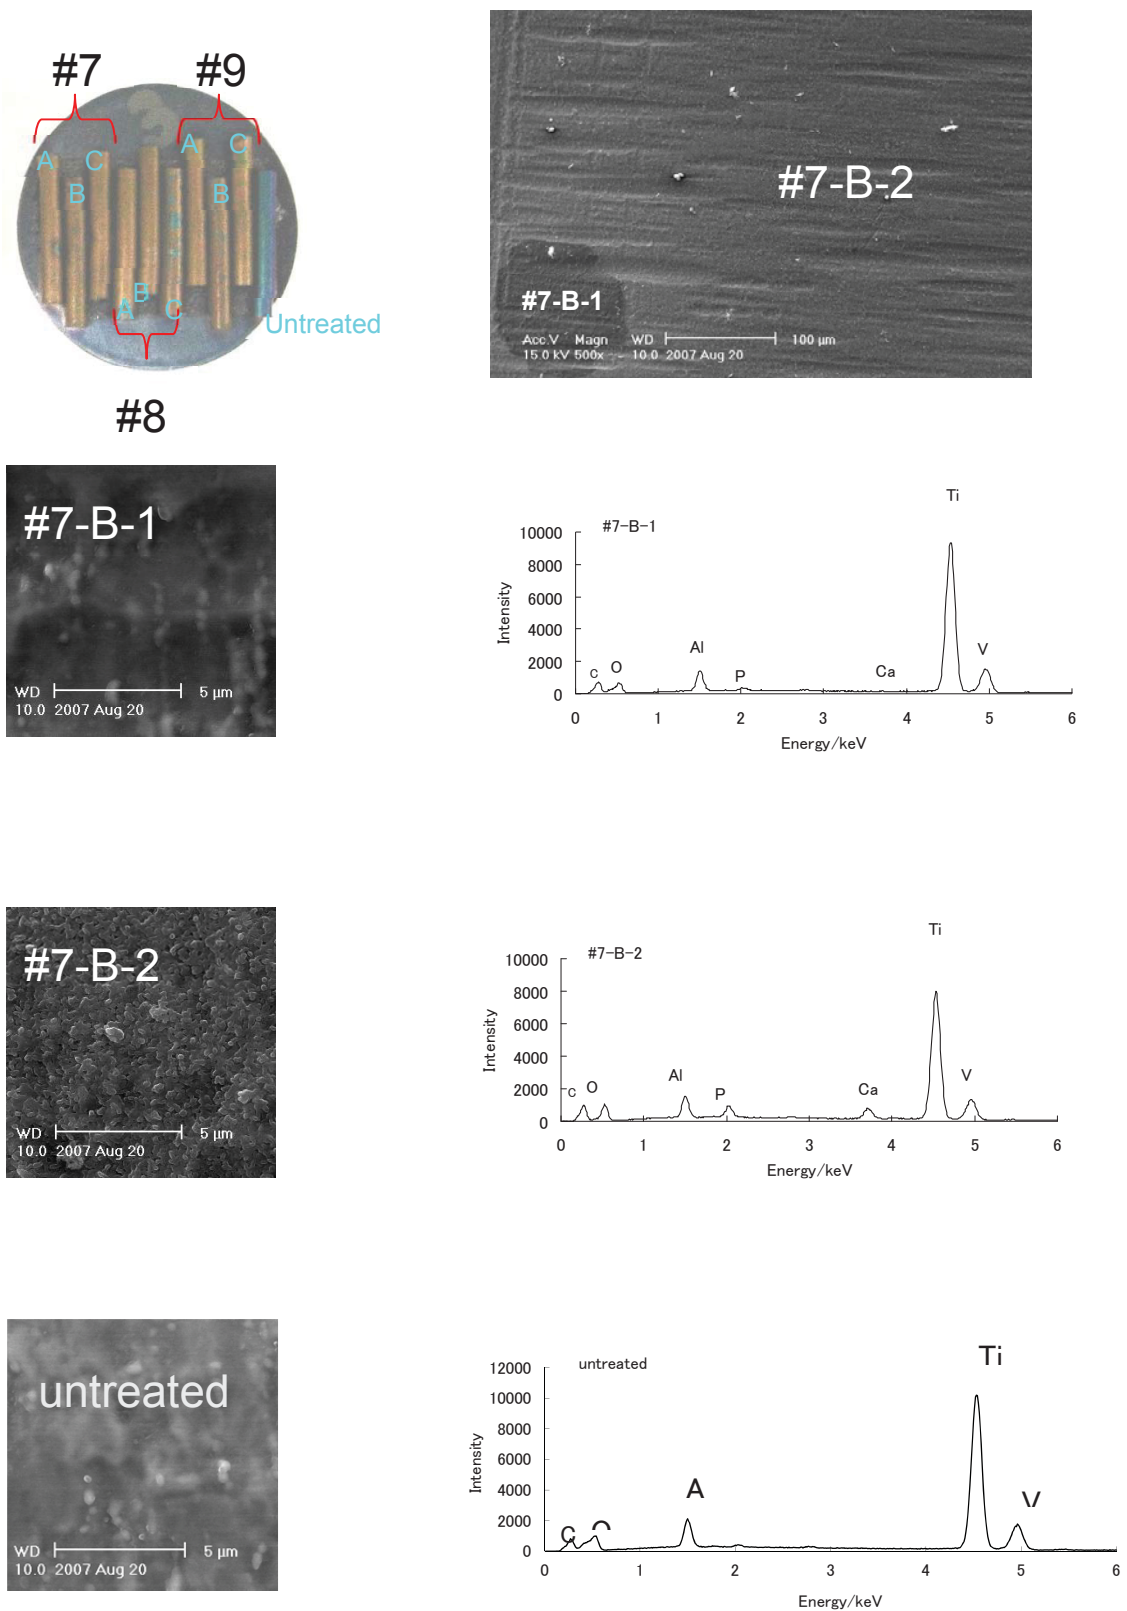 #7 #9
A C A C
B B
B
A C
Untreated
#8
#7-B-2
#7-B-1
Acc.V Magn WD 100 µm
15.0 kV 500x 10.0 2007 Aug 20
#7-B-1
WD 5 µm
10.0 2007 Aug 20
Ti
#7-B-1
10000
8000
6000
4000
2000
0
Intensity
C O Al P Ca V
0 1 2 3 4 5 6
Energy/keV
#7-B-2
WD 5 µm
10.0 2007 Aug 20
Ti
#7-B-2
10000
8000
6000
4000
2000
0
Intensity
C O Al P Ca V
0 1 2 3 4 5 6
Energy/keV
untreated
WD 5 µm
10.0 2007 Aug 20
Ti
untreated
12000
10000
8000
6000
4000
2000
0
Intensity
C O A V
0 1 2 3 4 5 6
Energy/keV